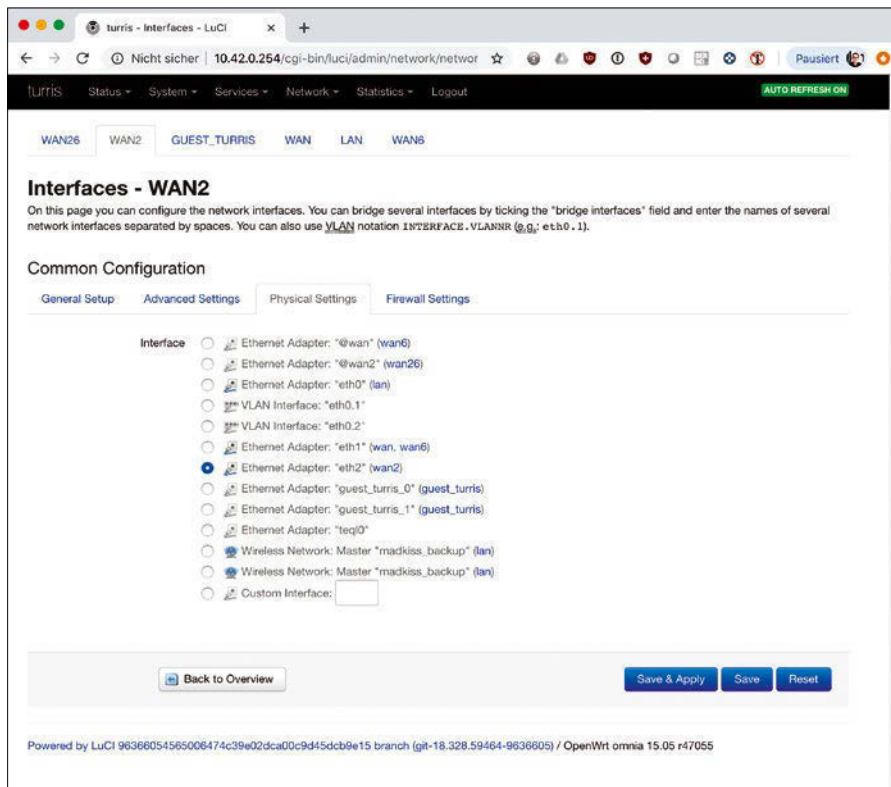 turris - Interfaces - LuCI
Nicht sicher | 10.42.0.254/cgi-bin/luci/admin/network/networ
Pausiert
turris Status System Services Network Statistics Logout AUTO REFRESH ON
WAN26 WAN2 GUEST_TURRIS WAN LAN WAN6
Interfaces - WAN2
On this page you can configure the network interfaces. You can bridge several interfaces by ticking the "bridge interfaces" field and enter the names of several
network interfaces separated by spaces. You can also use VLAN notation INTERFACE.VLANNR (e.g.: eth0.1).
Common Configuration
General Setup Advanced Settings Physical Settings Firewall Settings
Interface
Ethernet Adapter: "@wan" (wan6)
Ethernet Adapter: "@wan2" (wan26)
Ethernet Adapter: "eth0" (lan)
VLAN Interface: "eth0.1"
VLAN Interface: "eth0.2"
Ethernet Adapter: "eth1" (wan, wan6)
Ethernet Adapter: "eth2" (wan2)
Ethernet Adapter: "guest_turris_0" (guest_turris)
Ethernet Adapter: "guest_turris_1" (guest_turris)
Ethernet Adapter: "teql0"
Wireless Network: Master "madkiss_backup" (lan)
Wireless Network: Master "madkiss_backup" (lan)
Custom Interface:
Back to Overview Save & Apply Save Reset
Powered by LuCI 96366054565006474c39e02dca00c9d45dcb9e15 branch (git-18.328.59464-9636605) / OpenWrt omnia 15.05 r47055